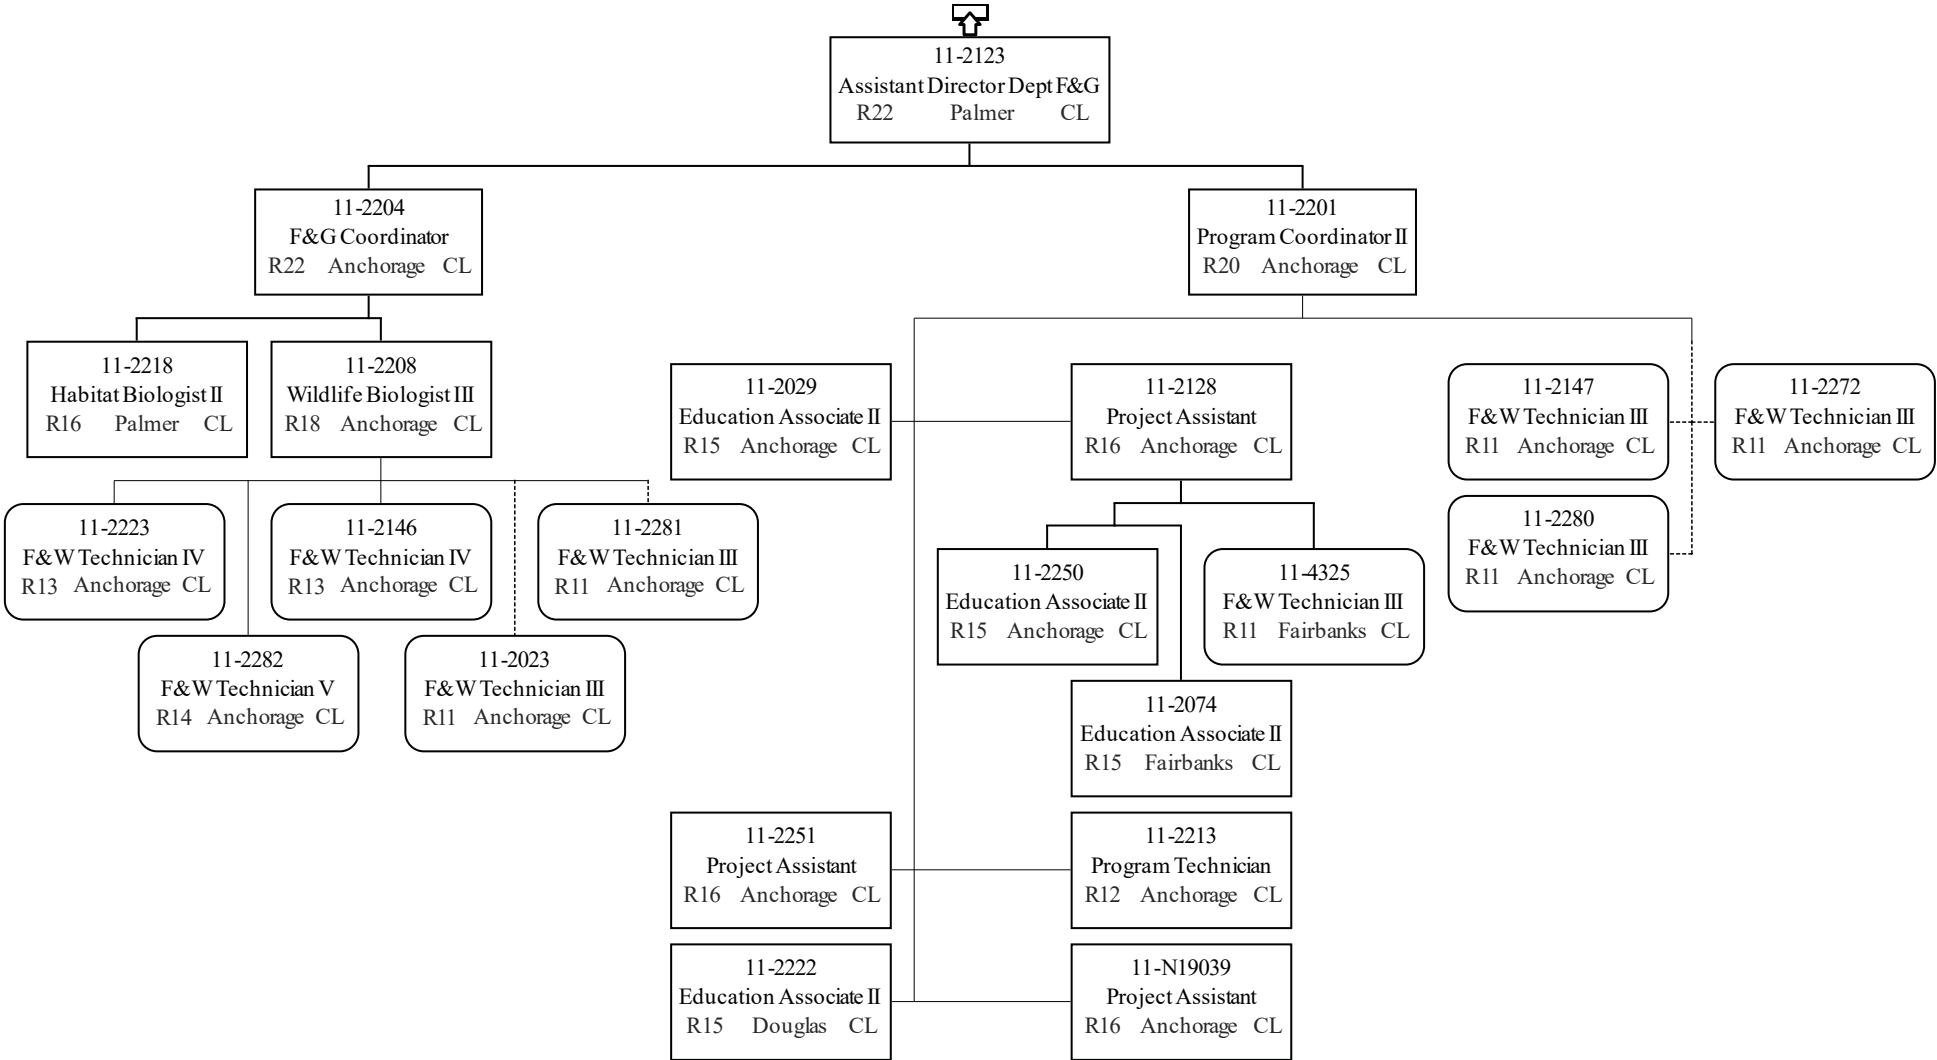 11-2123
Assistant Director Dept F&G
R22 Palmer CL
11-2204
F&G Coordinator
R22 Anchorage CL
11-2201
Program Coordinator II
R20 Anchorage CL
11-2218
Habitat Biologist II
R16 Palmer CL
11-2208
Wildlife Biologist III
R18 Anchorage CL
11-2029
Education Associate II
R15 Anchorage CL
11-2128
Project Assistant
R16 Anchorage CL
11-2147
F&W Technician III
R11 Anchorage CL
11-2272
F&W Technician III
R11 Anchorage CL
11-2223
F&W Technician IV
R13 Anchorage CL
11-2146
F&W Technician IV
R13 Anchorage CL
11-2281
F&W Technician III
R11 Anchorage CL
11-2280
F&W Technician III
R11 Anchorage CL
11-2250
Education Associate II
R15 Anchorage CL
11-4325
F&W Technician III
R11 Fairbanks CL
11-2282
F&W Technician V
R14 Anchorage CL
11-2023
F&W Technician III
R11 Anchorage CL
11-2074
Education Associate II
R15 Fairbanks CL
11-2251
Project Assistant
R16 Anchorage CL
11-2213
Program Technician
R12 Anchorage CL
11-2222
Education Associate II
R15 Douglas CL
11-N19039
Project Assistant
R16 Anchorage CL